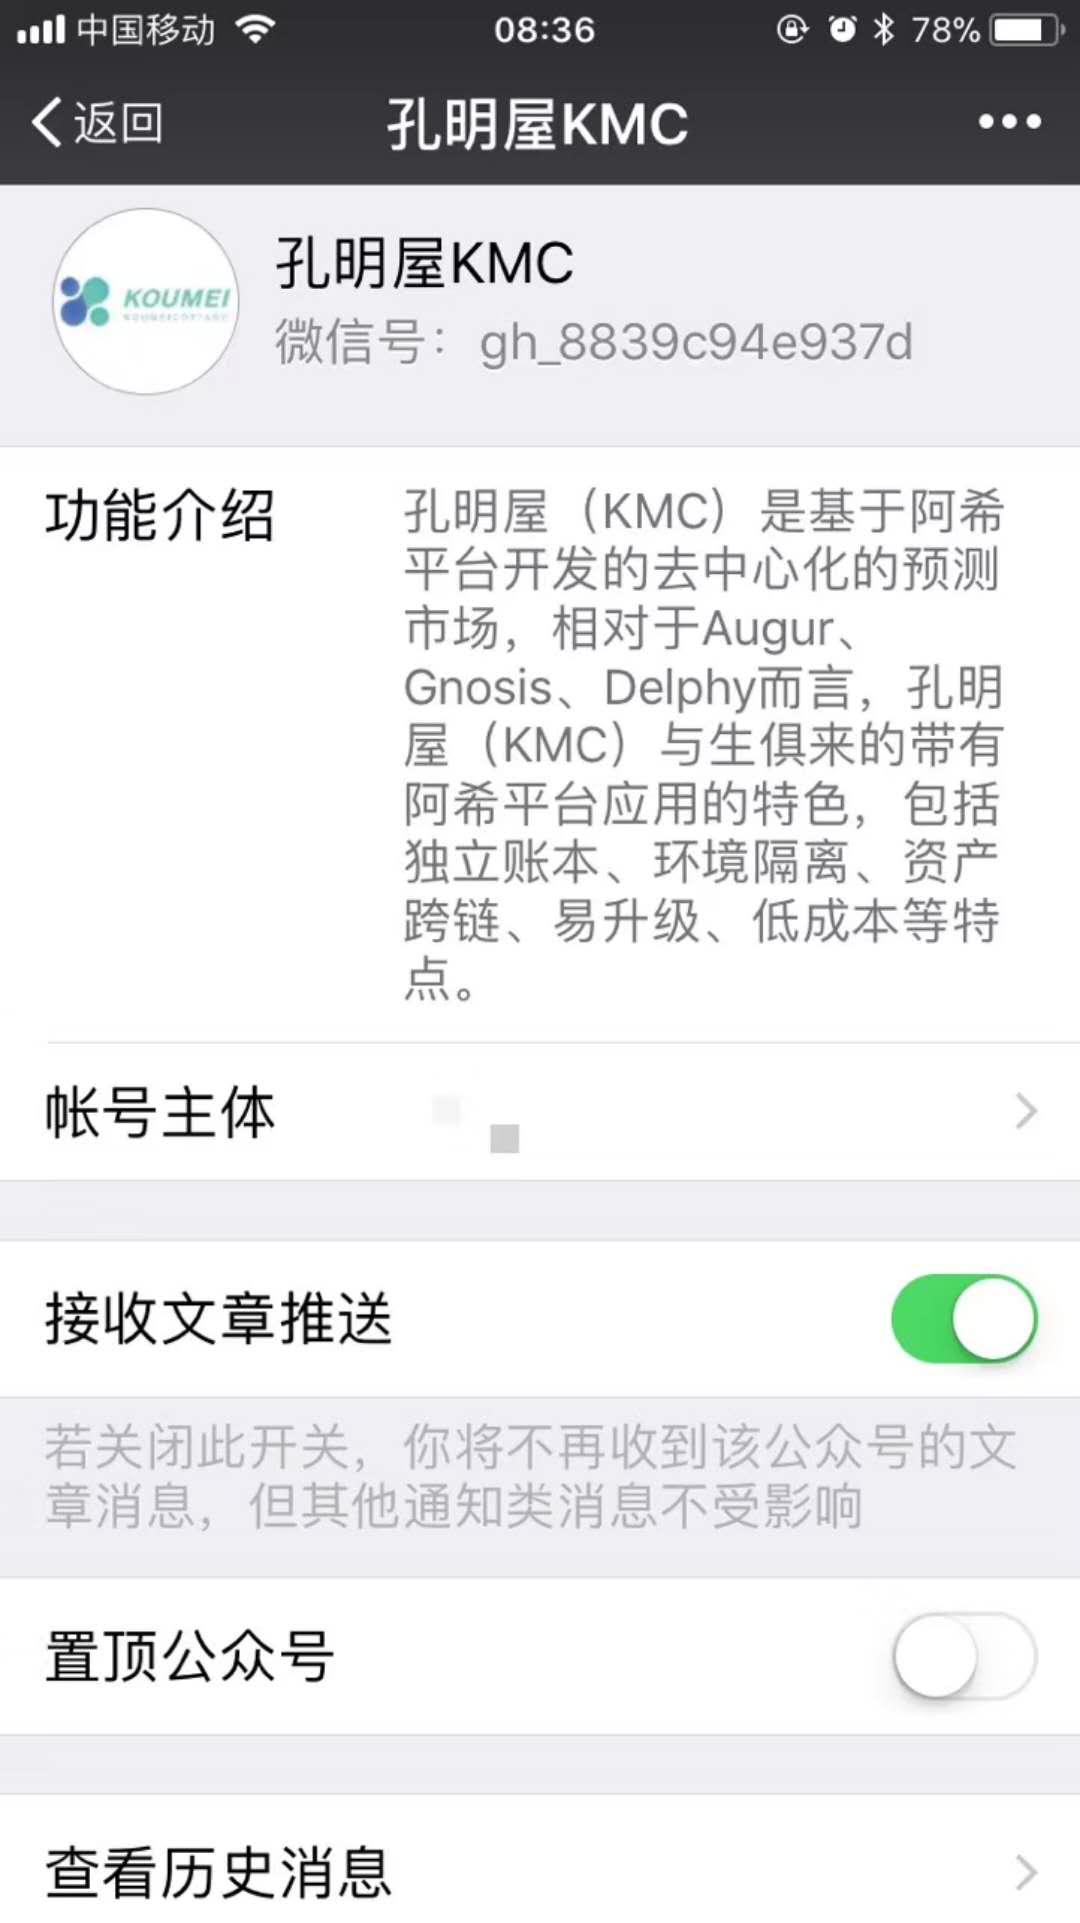 中国移动 08:36 78%
返回 孔明屋KMC
KOUMEI
孔明屋KMC
微信号: gh_8839c94e937d
功能介绍
孔明屋（KMC）是基于阿希
平台开发的去中心化的预测
市场，相对于Augur、
Gnosis、Delphy而言，孔明
屋（KMC）与生俱来的带有
阿希平台应用的特色，包括
独立账本、环境隔离、资产
跨链、易升级、低成本等特
点。
帐号主体
接收文章推送
若关闭此开关，你将不再收到该公众号的文
章消息，但其他通知类消息不受影响
置顶公众号
查看历史消息